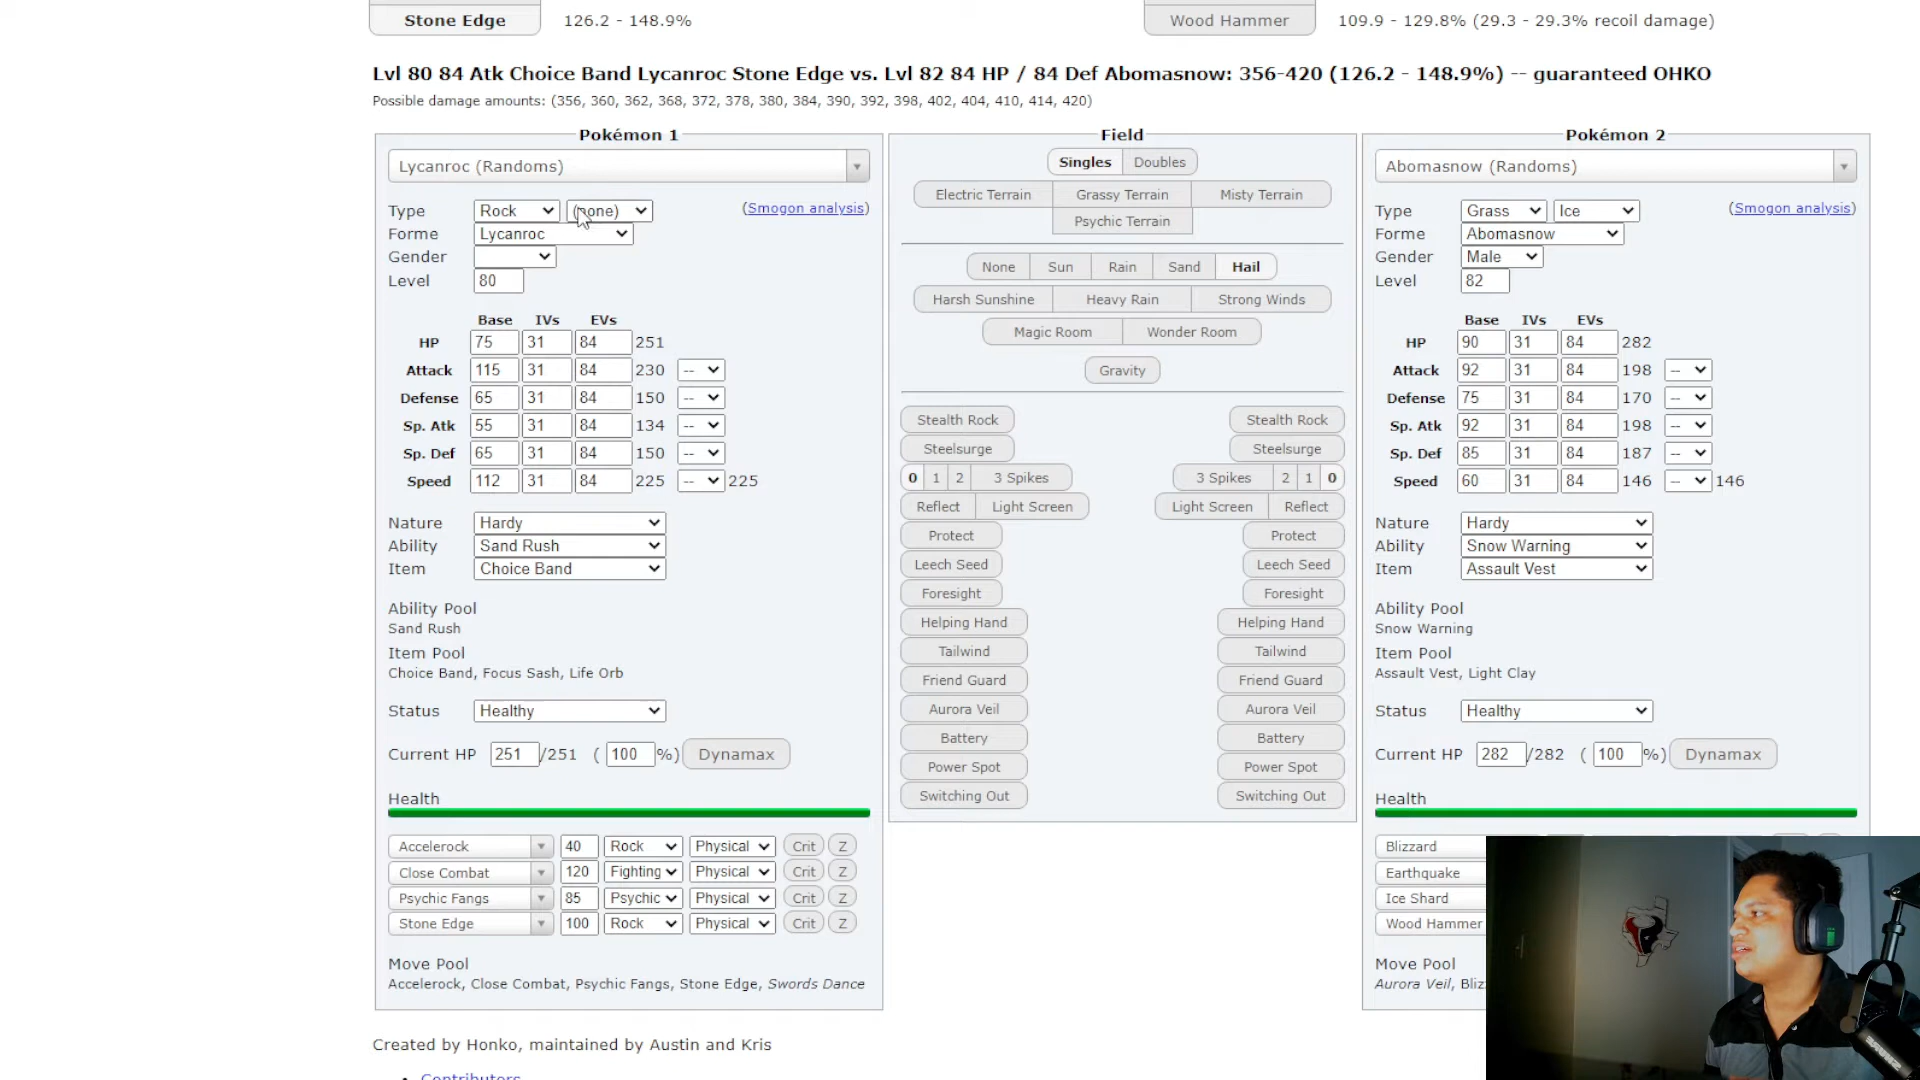 Stone Edge 126.2 - 148.9% Wood Hammer 109.9 - 129.8% (29.3 - 29.3% recoil damage)
Lvl 80 84 Atk Choice Band Lycanroc Stone Edge vs. Lvl 82 84 HP / 84 Def Abomasnow: 356-420 (126.2 - 148.9%) -- guaranteed OHKO
Possible damage amounts: (356, 360, 362, 368, 372, 378, 380, 384, 390, 392, 398, 402, 404, 410, 414, 420)
Pokémon 1
Lycanroc (Randoms)
Type Rock (none) (Smogon analysis)
Forme Lycanroc
Gender
Level 80
Base IVs EVs
HP 75 31 84 251
Attack 115 31 84 230 --
Defense 65 31 84 150 --
Sp. Atk 55 31 84 134 --
Sp. Def 65 31 84 150 --
Speed 112 31 84 225 -- 225
Nature Hardy
Ability Sand Rush
Item Choice Band
Ability Pool
Sand Rush
Item Pool
Choice Band, Focus Sash, Life Orb
Status Healthy
Current HP 251 /251 ( 100 %) Dynamax
Health
Accelerock 40 Rock Physical Crit Z
Close Combat 120 Fighting Physical Crit Z
Psychic Fangs 85 Psychic Physical Crit Z
Stone Edge 100 Rock Physical Crit Z
Move Pool
Accelerock, Close Combat, Psychic Fangs, Stone Edge, Swords Dance
Field
Singles Doubles
Electric Terrain Grassy Terrain Misty Terrain
Psychic Terrain
None Sun Rain Sand Hail
Harsh Sunshine Heavy Rain Strong Winds
Magic Room Wonder Room
Gravity
Stealth Rock Stealth Rock
Steelsurge Steelsurge
0 1 2 3 Spikes 3 Spikes 2 1 0
Reflect Light Screen Light Screen Reflect
Protect Protect
Leech Seed Leech Seed
Foresight Foresight
Helping Hand Helping Hand
Tailwind Tailwind
Friend Guard Friend Guard
Aurora Veil Aurora Veil
Battery Battery
Power Spot Power Spot
Switching Out Switching Out
Pokémon 2
Abomasnow (Randoms)
Type Grass Ice (Smogon analysis)
Forme Abomasnow
Gender Male
Level 82
Base IVs EVs
HP 90 31 84 282
Attack 92 31 84 198 --
Defense 75 31 84 170 --
Sp. Atk 92 31 84 198 --
Sp. Def 85 31 84 187 --
Speed 60 31 84 146 -- 146
Nature Hardy
Ability Snow Warning
Item Assault Vest
Ability Pool
Snow Warning
Item Pool
Assault Vest, Light Clay
Status Healthy
Current HP 282 /282 ( 100 %) Dynamax
Health
Blizzard
Earthquake
Ice Shard
Wood Hammer
Move Pool
Aurora Veil, Bliz
Created by Honko, maintained by Austin and Kris
Contributors